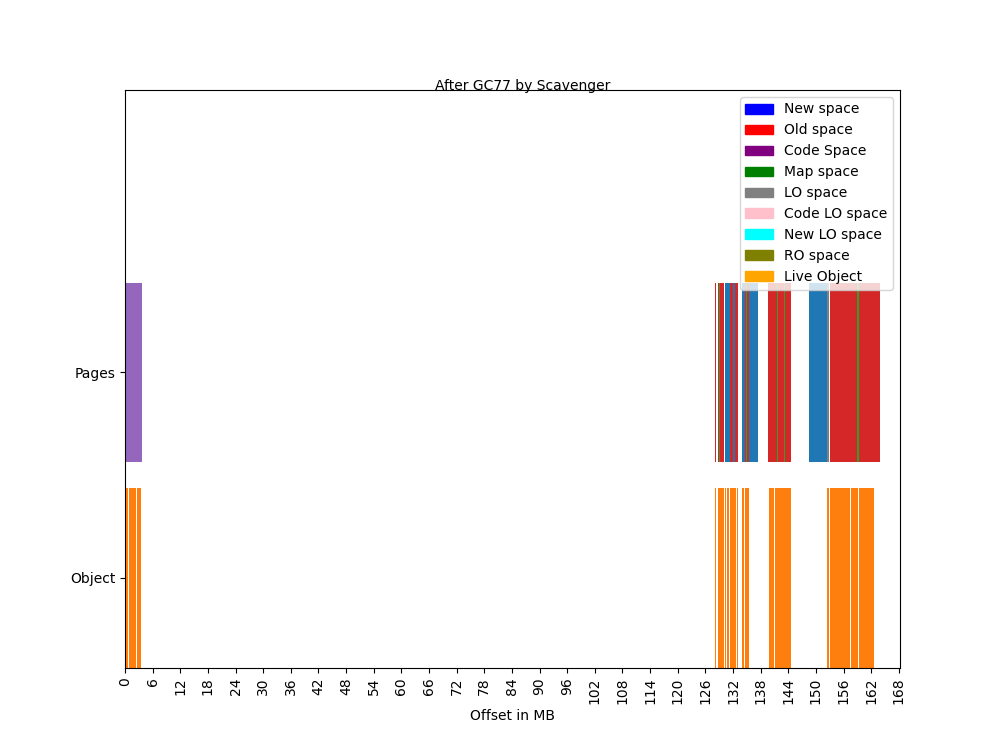 After GC77 by Scavenger
New space
Old space
Code Space
Map space
LO space
Code LO space
New LO space
RO space
Live Object
Pages
Object
0 6 12 18 24 30 36 42 48 54 60 66 72 78 84 90 96 102 108 114 120 126 132 138 144 150 156 162 168
Offset in MB